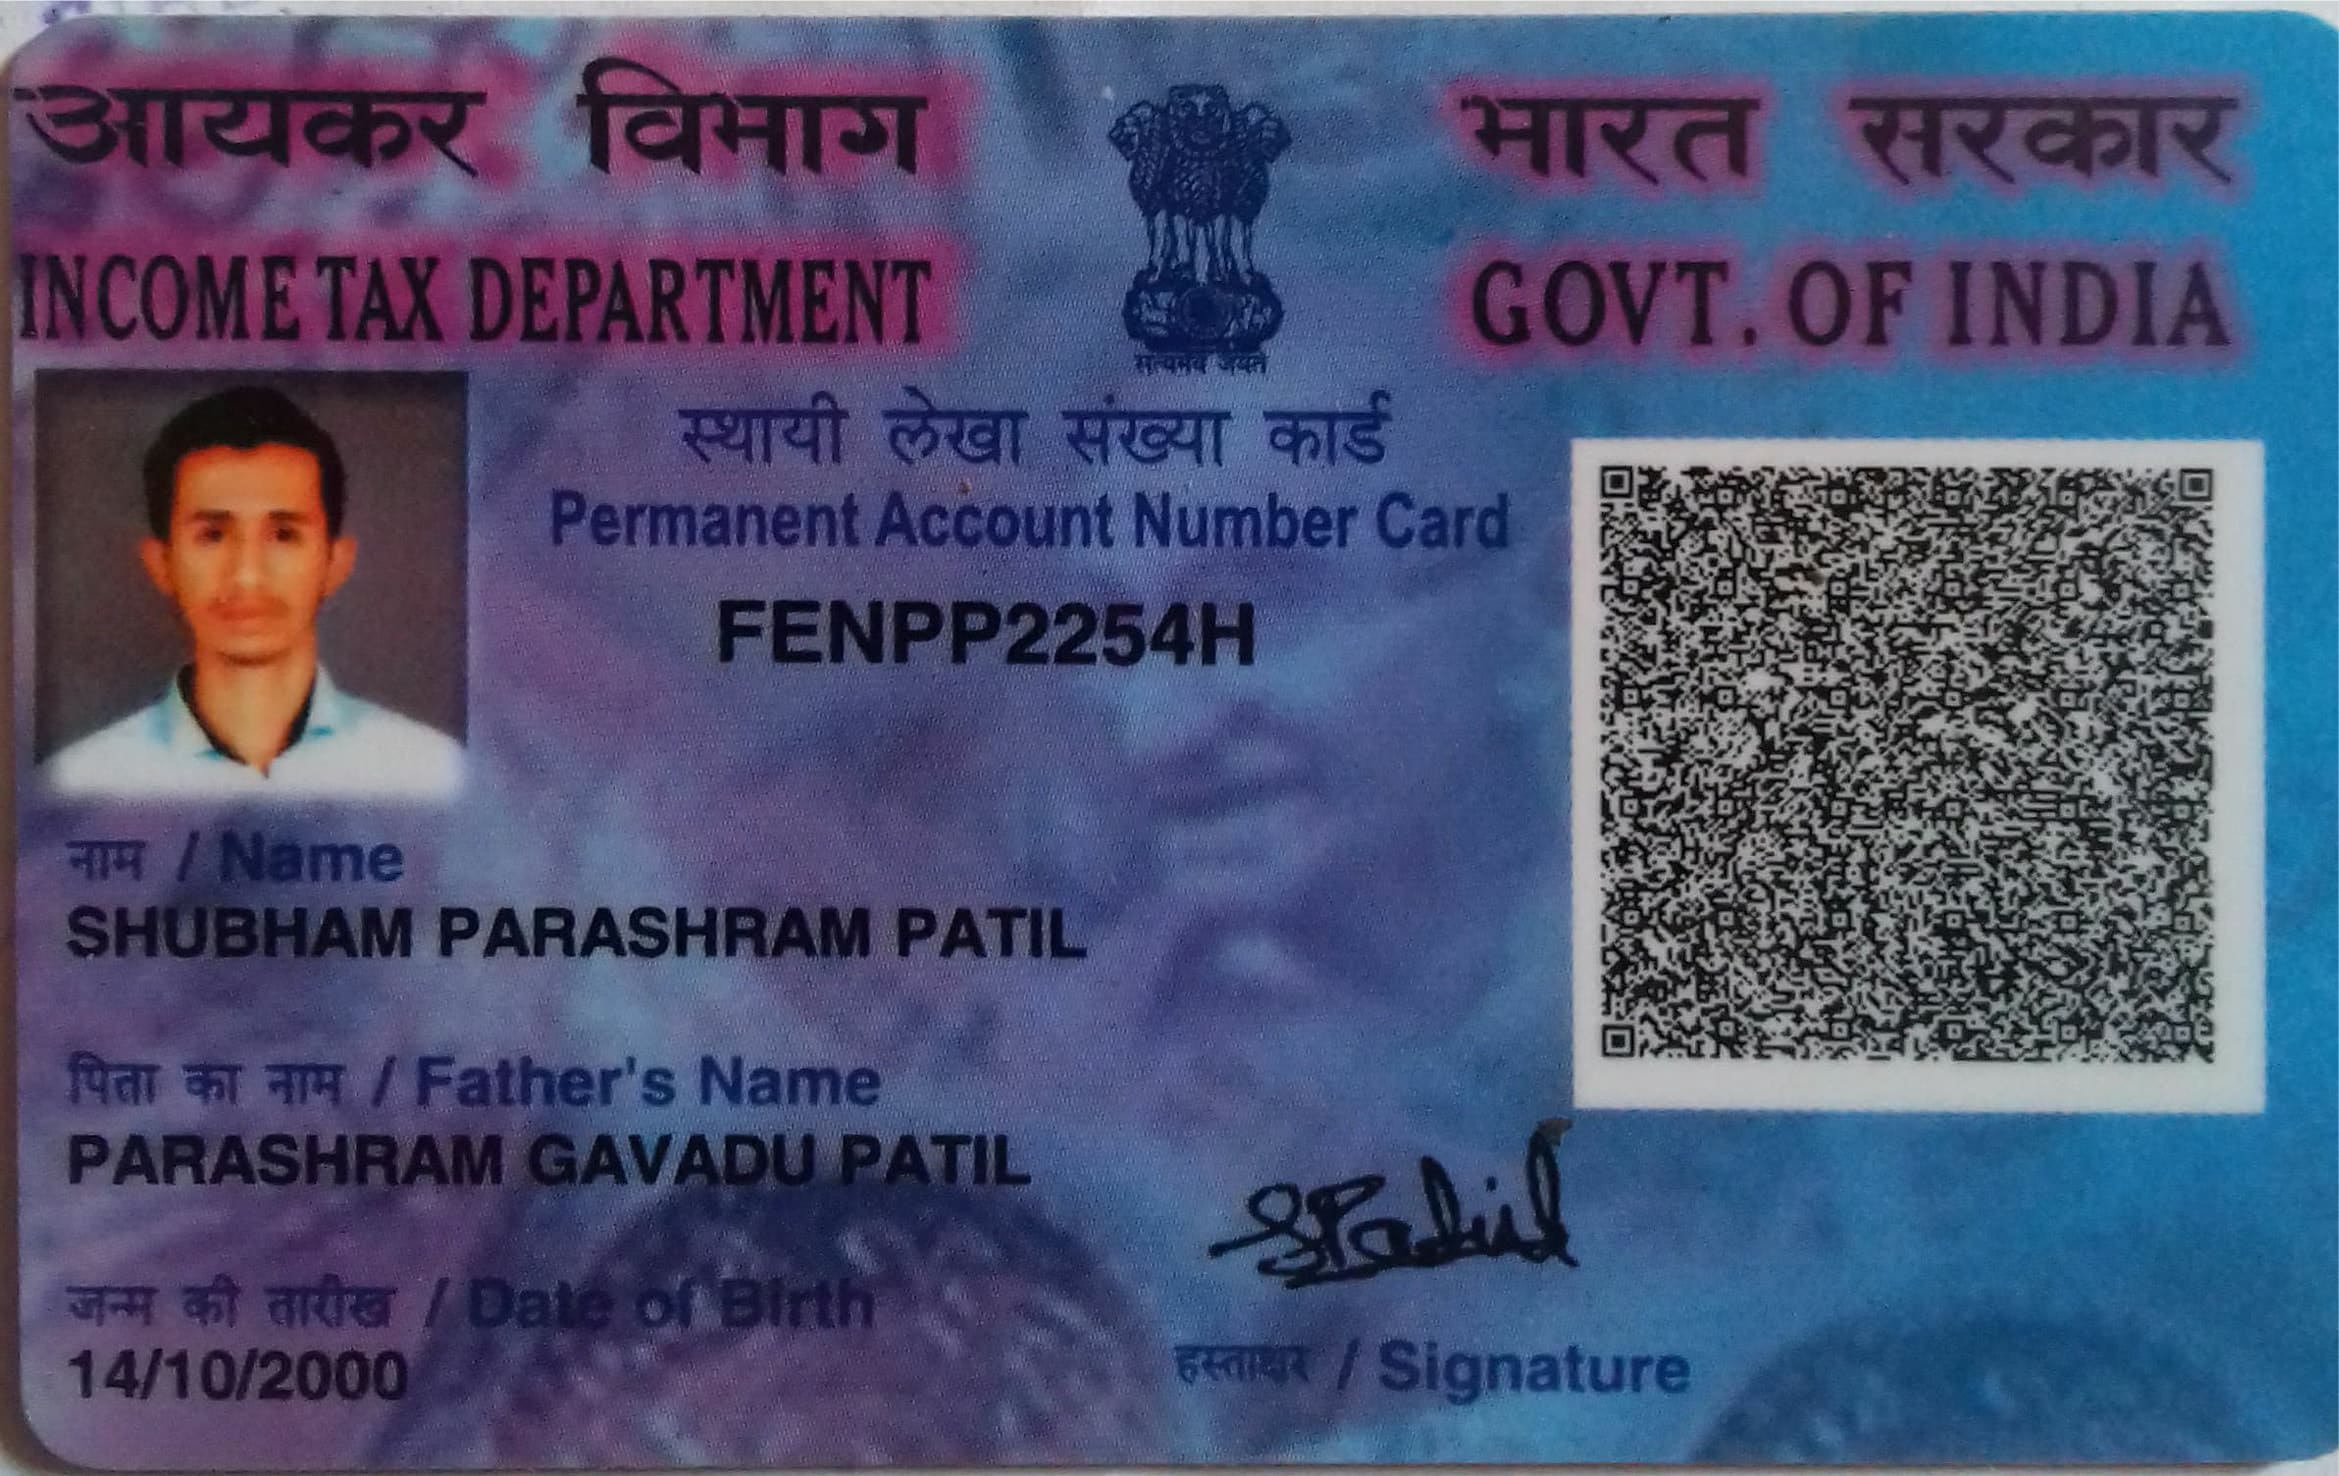 आयकर विभाग
INCOME TAX DEPARTMENT
भारत सरकार
GOVT. OF INDIA
सत्यमेव जयते
स्थायी लेखा संख्या कार्ड
Permanent Account Number Card
FENPP2254H
नाम / Name
SHUBHAM PARASHRAM PATIL
पिता का नाम / Father's Name
PARASHRAM GAVADU PATIL
जन्म की तारीख / Date of Birth
14/10/2000
SPatil
हस्ताक्षर / Signature